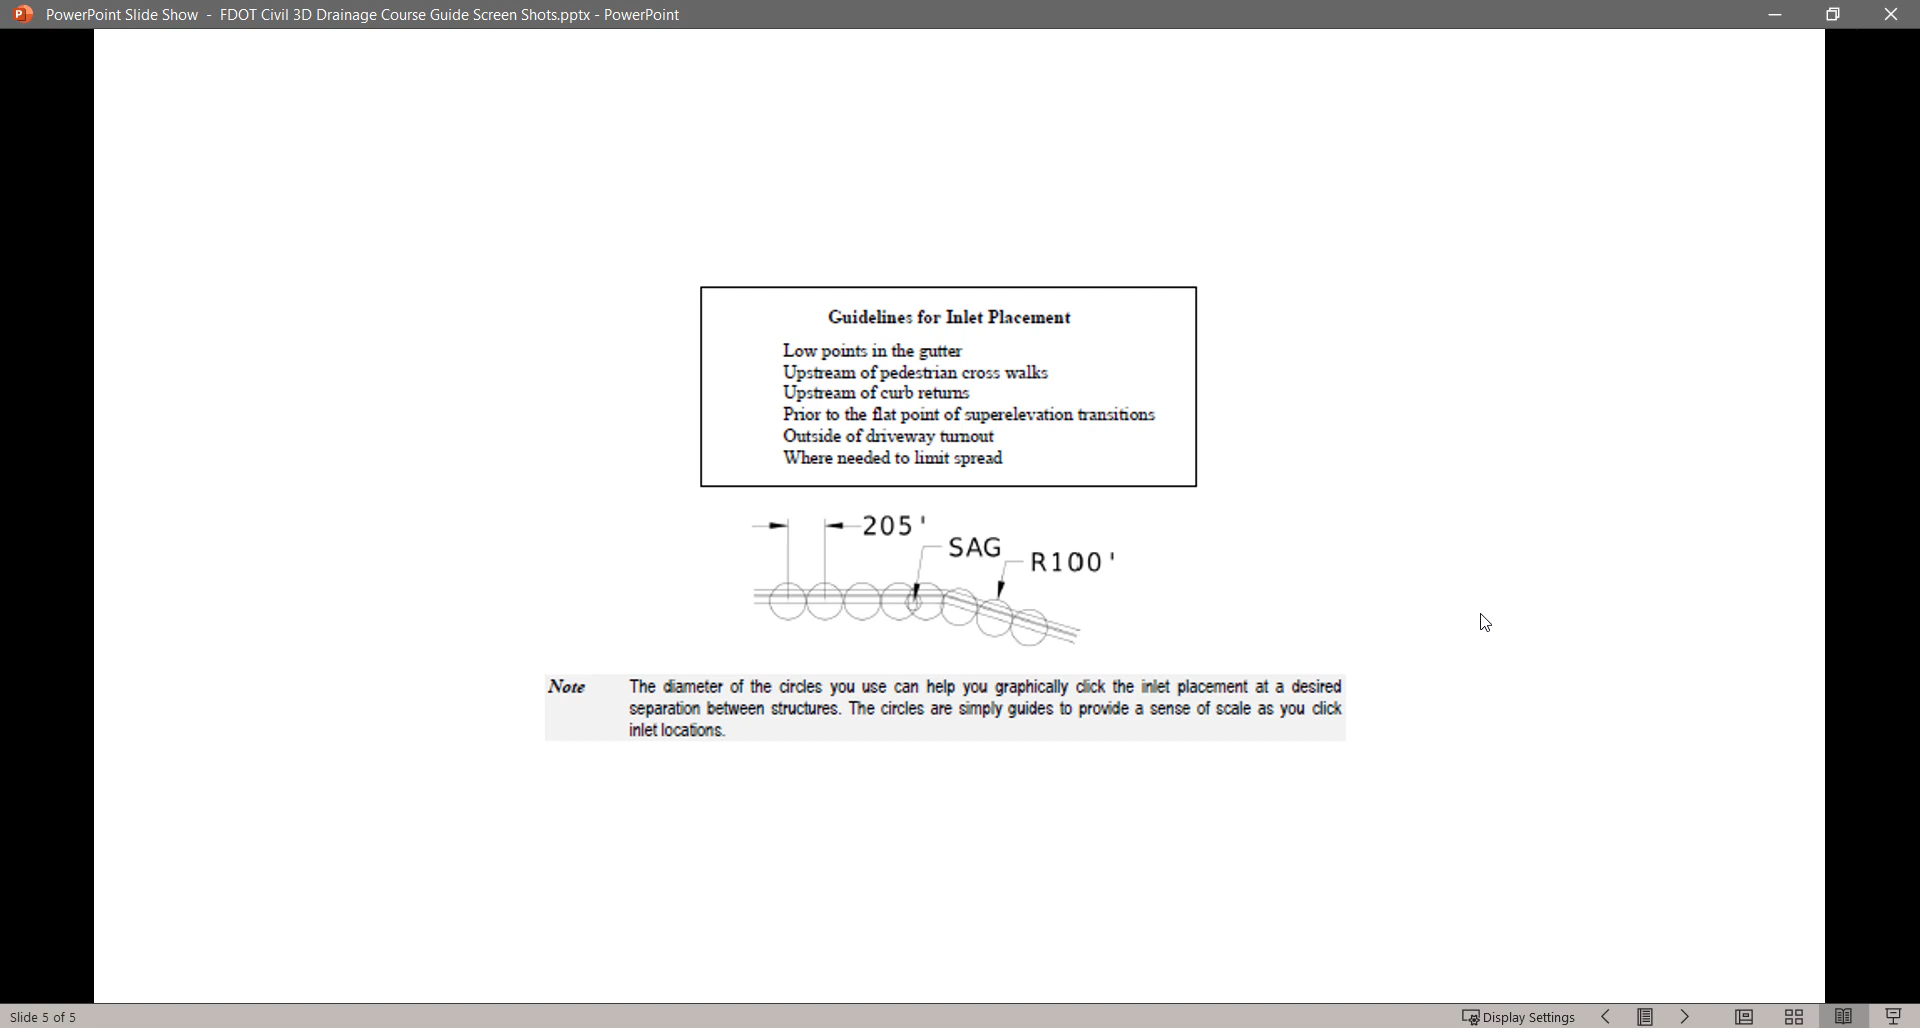 PowerPoint Slide Show - FDOT Civil 3D Drainage Course Guide Screen Shots.pptx - PowerPoint
Guidelines for Inlet Placement
Low points in the gutter
Upstream of pedestrian cross walks
Upstream of curb returns
Prior to the flat point of superelevation transitions
Outside of driveway turnout
Where needed to limit spread
205'
SAG
R100'
Note The diameter of the circles you use can help you graphically click the inlet placement at a desired
separation between structures. The circles are simply guides to provide a sense of scale as you click
inlet locations.
Slide 5 of 5
Display Settings